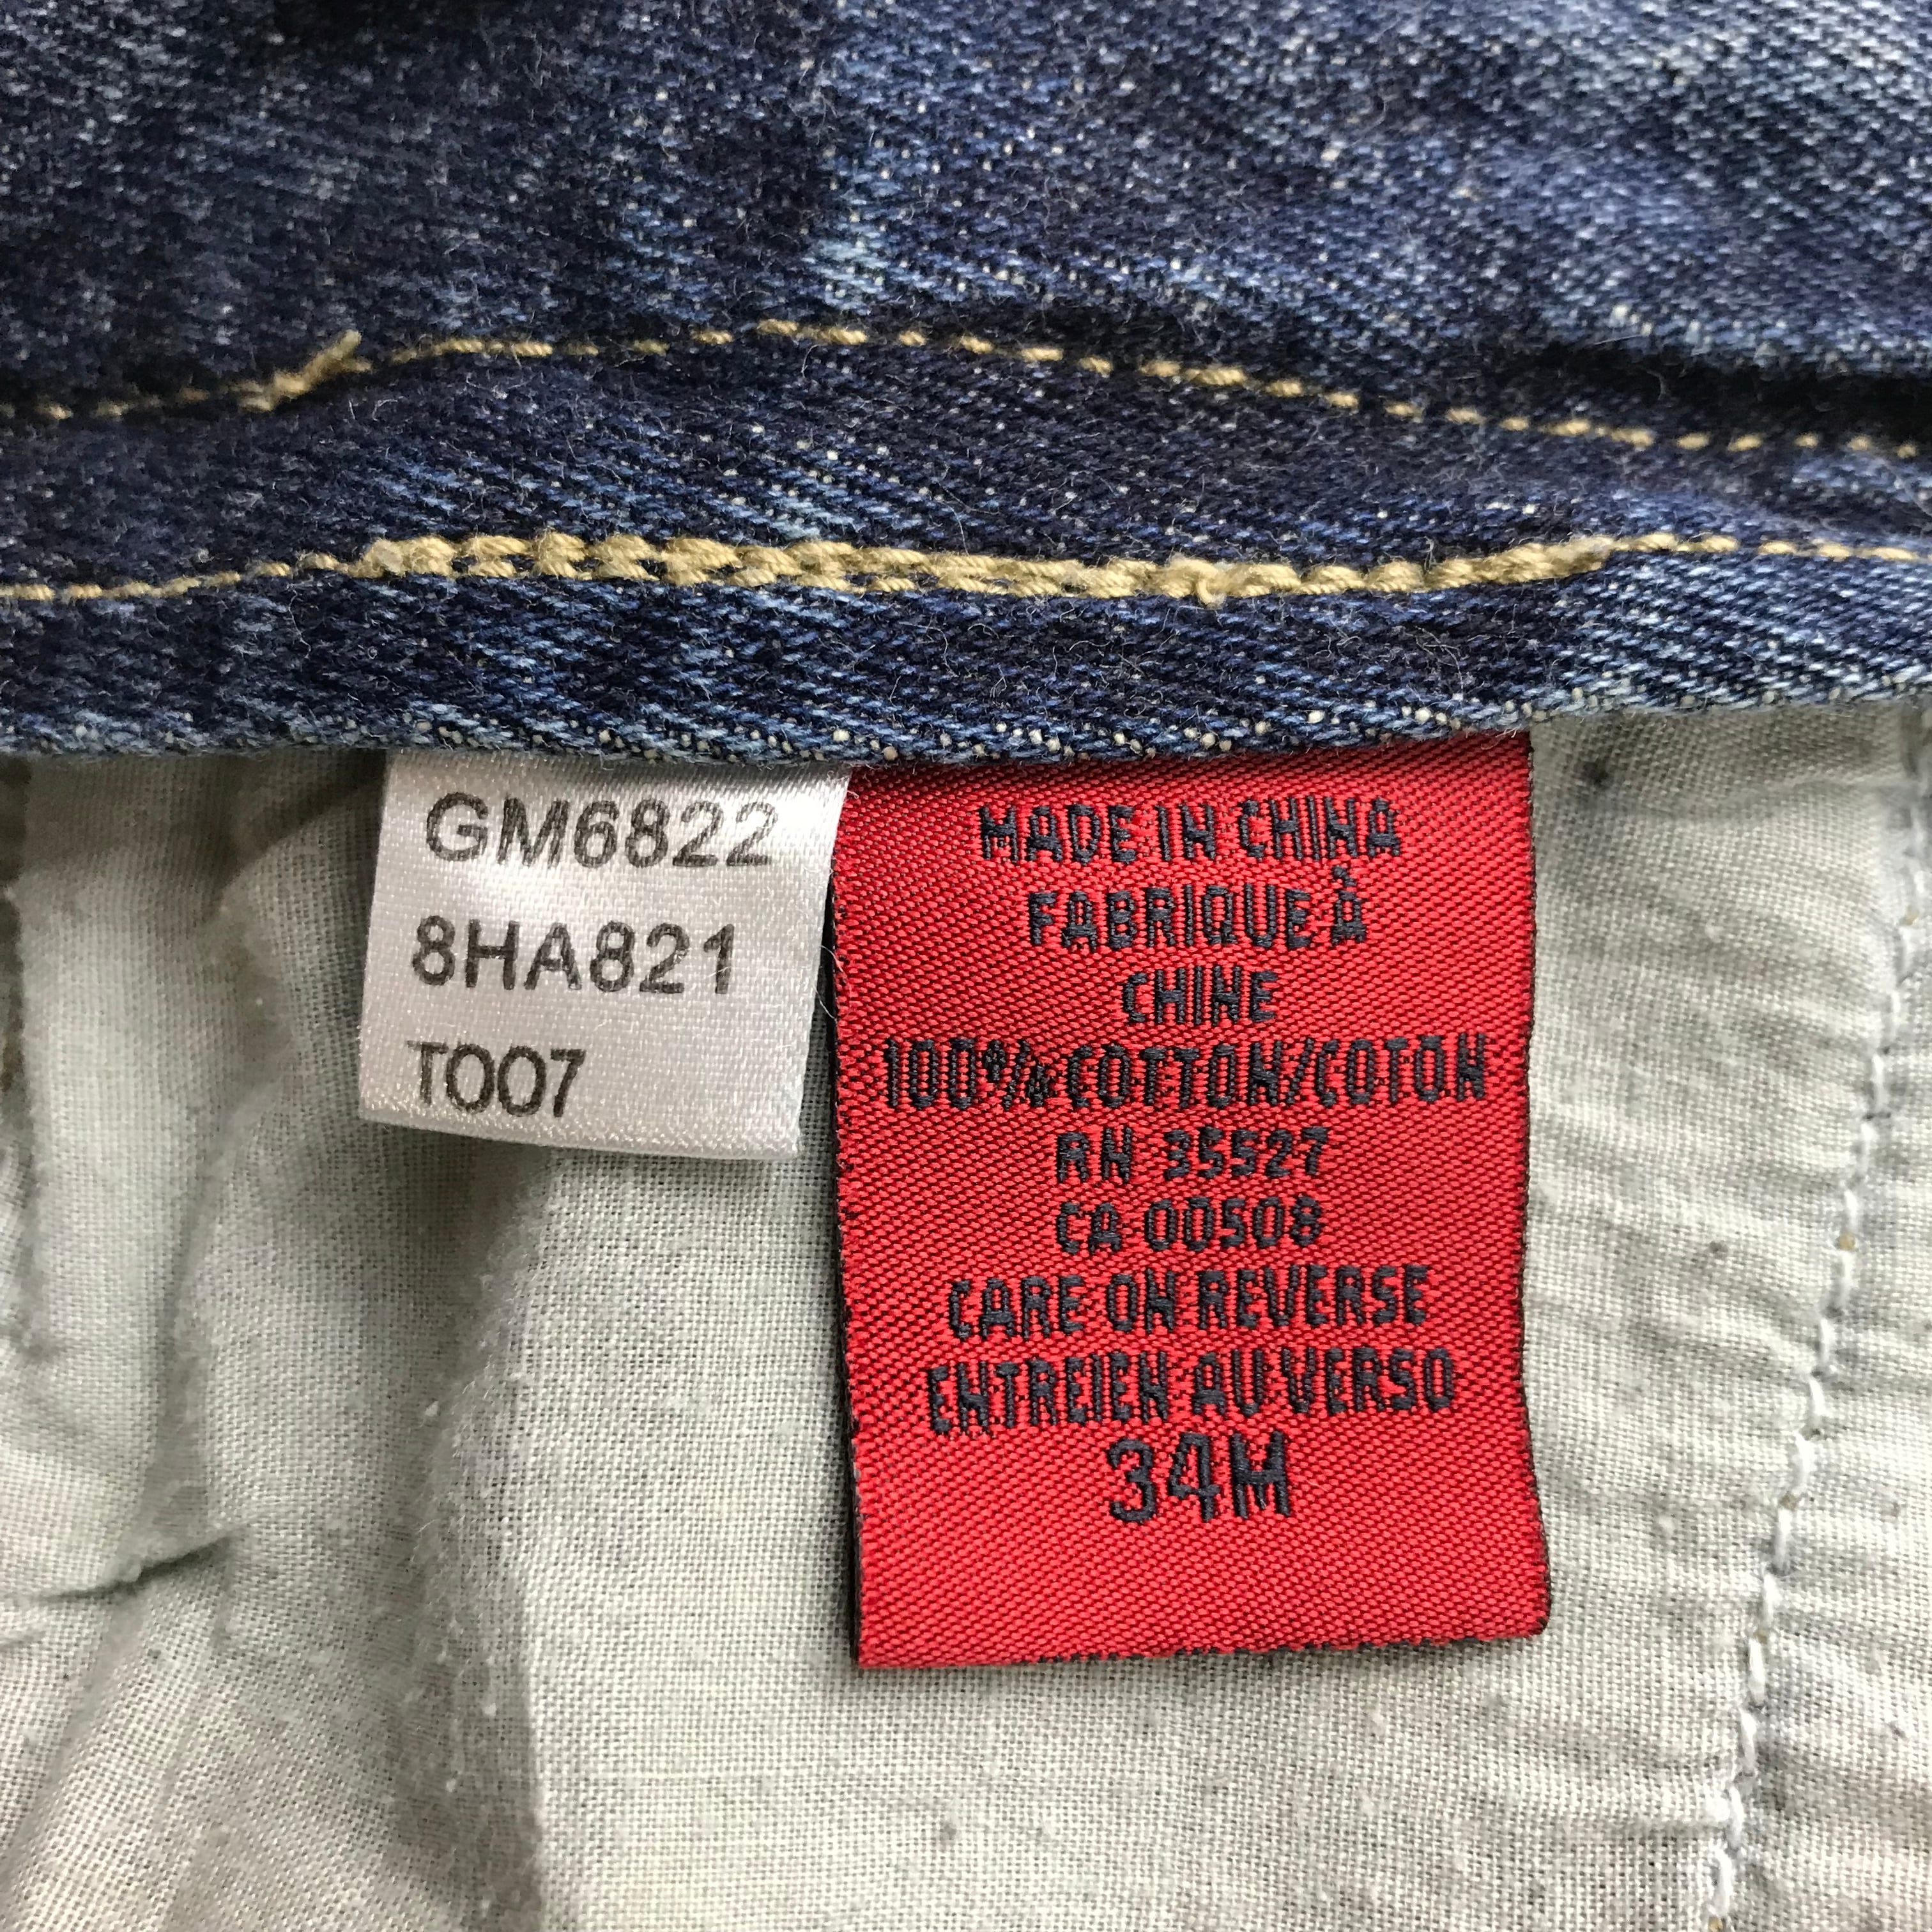 GM6822
8HA821
T007
MADE IN CHINA
FABRIQUE À
CHINE
100% COTTON/COTON
RN 35527
CA 00508
CARE ON REVERSE
ENTREIEN AU VERSO
34M